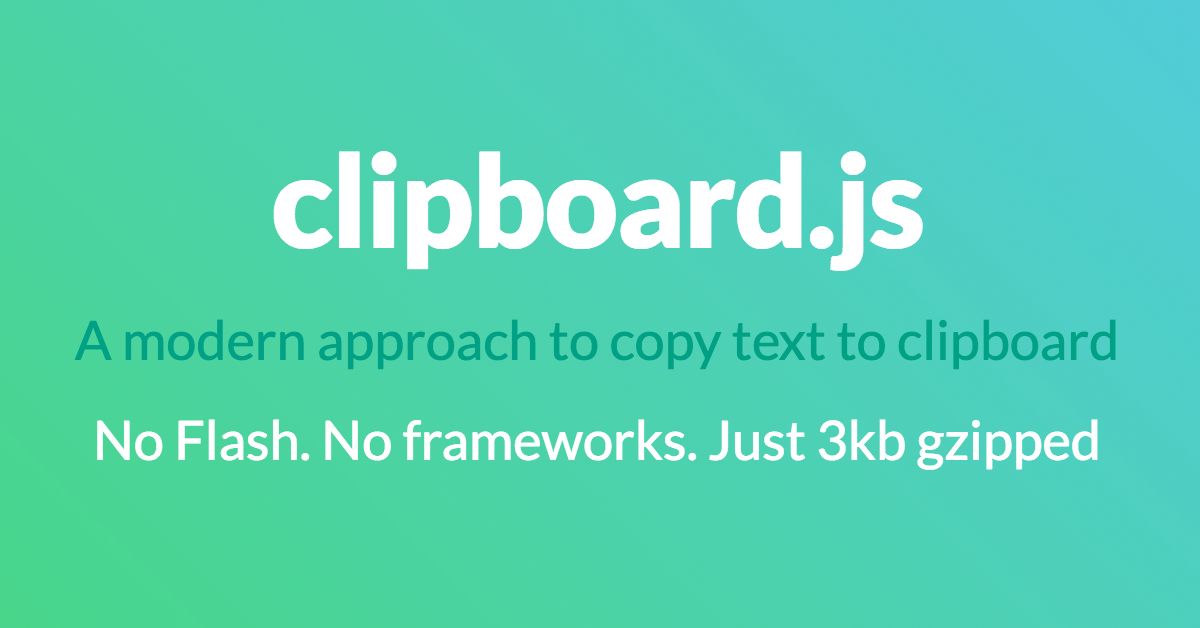 clipboard.js
A modern approach to copy text to clipboard
No Flash. No frameworks. Just 3kb gzipped